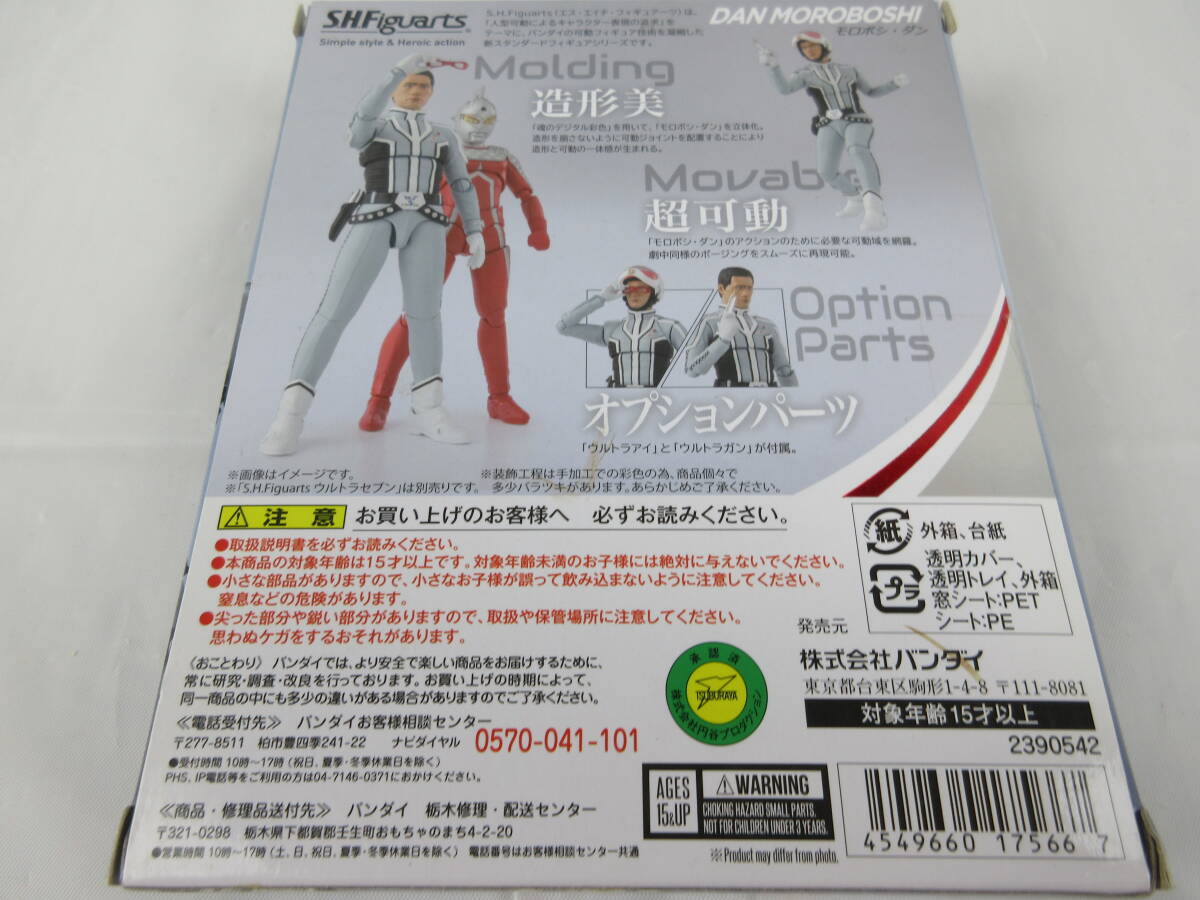 S.H.Figuarts
Simple style & Heroic action
S.H.Figuarts(エス・エイチ・フィギュアーツ)は、
「人型可動によるキャラクター表現の追求」を
テーマに、バンダイの可動フィギュア技術を凝縮した
新スタンダードフィギュアシリーズです。
DAN MOROBOSHI
モロボシ・ダン
Molding
造形美
「魂のデジタル彩色」を用いて、「モロボシ・ダン」を立体化。
造形を崩さないように可動ジョイントを配置することにより
造形と可動の一体感が生まれる。
Movable
超可動
「モロボシ・ダン」のアクションのために必要な可動域を網羅。
劇中同様のポージングをスムーズに再現可能。
Option
Parts
オプションパーツ
「ウルトラアイ」と「ウルトラガン」が付属。
※画像はイメージです。
※「S.H.Figuarts ウルトラセブン」は別売りです。
※装飾工程は手加工での彩色の為、商品個々で
多少バラツキがあります。あらかじめご了承ください。
注意 お買い上げのお客様へ 必ずお読みください。
●取扱説明書を必ずお読みください。
●本商品の対象年齢は15才以上です。対象年齢未満のお子様には絶対に与えないでください。
●小さな部品がありますので、小さなお子様が誤って飲み込まないように注意してください。
窒息などの危険があります。
●尖った部分や鋭い部分がありますので、取扱や保管場所に注意してください。
思わぬケガをするおそれがあります。
紙 外箱、台紙
プラ 透明カバー、
透明トレイ、外箱
窓シート:PET
シート:PE
〈おことわり〉バンダイでは、より安全で楽しい商品をお届けするために、
常に研究・調査・改良を行っております。お買い上げの時期によって、
同一商品の中にも多少の違いがある場合がありますのでご了承ください。
承認済
TSUBURAYA
株式会社円谷プロダクション
発売元
株式会社バンダイ
東京都台東区駒形1-4-8 〒111-8081
対象年齢15才以上
2390542
≪電話受付先≫ バンダイお客様相談センター
〒277-8511 柏市豊四季241-22 ナビダイヤル 0570-041-101
●受付時間 10時〜17時(祝日、夏季・冬季休業日を除く)
PHS、IP電話等をご利用の方は04-7146-0371におかけください。
≪商品・修理品送付先≫ バンダイ 栃木修理・配送センター
〒321-0298 栃木県下都賀郡壬生町おもちゃのまち4-2-20
●営業時間 10時〜17時(土、日、祝日、夏季・冬季休業日を除く) 電話番号はお客様相談センター共通
AGES
15&UP
WARNING
CHOKING HAZARD SMALL PARTS.
NOT FOR CHILDREN UNDER 3 YEARS.
※Product may differ from photo.
4549660 17566 7